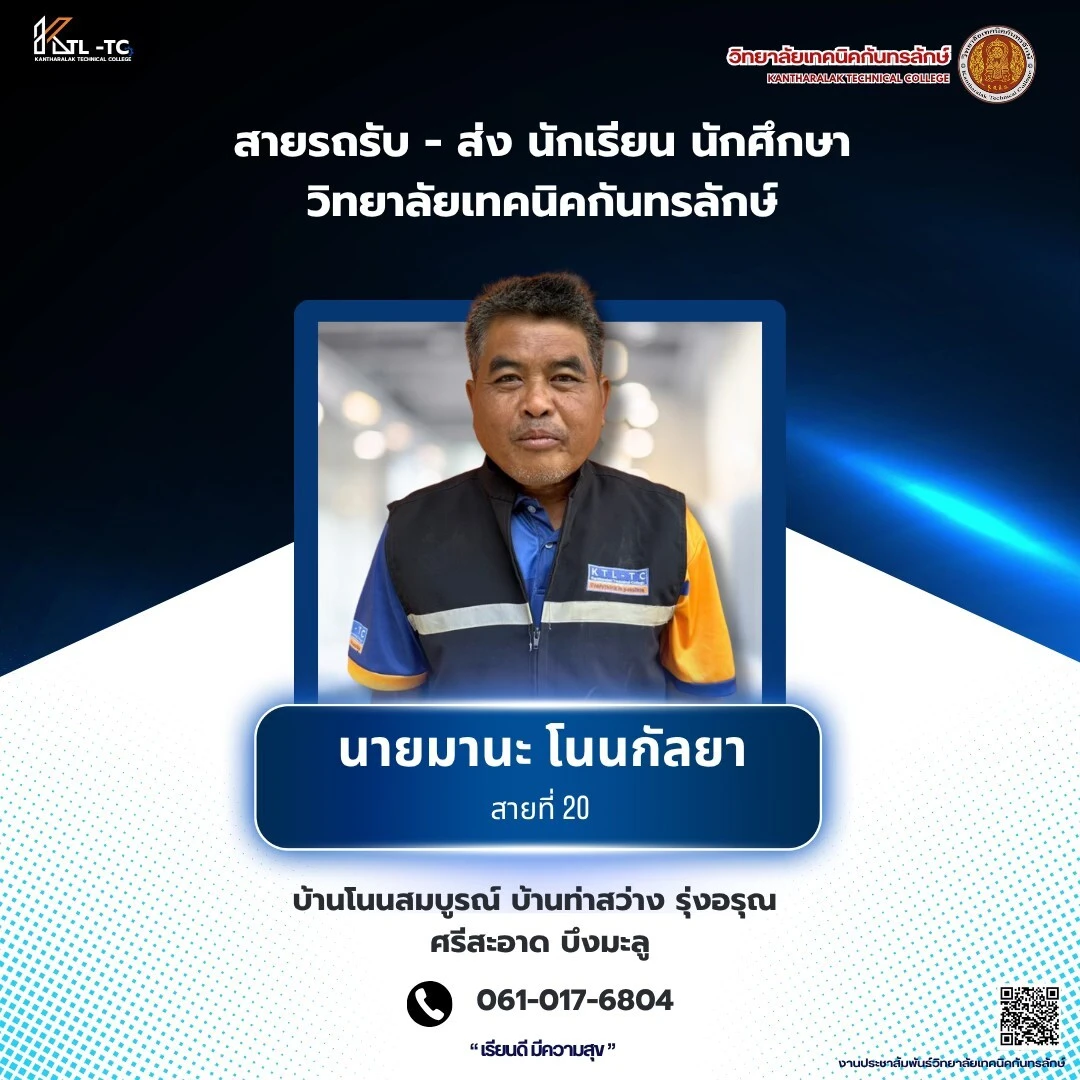 KTL -TC
KANTHARALAK TECHNICAL COLLEGE
วิทยาลัยเทคนิคกันทรลักษ์
KANTHARALAK TECHNICAL COLLEGE
สายรถรับ - ส่ง นักเรียน นักศึกษา
วิทยาลัยเทคนิคกันทรลักษ์
KTL-TC
นายมานะ โนนกัลยา
สายที่ 20
บ้านโนนสมบูรณ์ บ้านท่าสว่าง รุ่งอรุณ
ศรีสะอาด บึงมะลู
061-017-6804
“เรียนดี มีความสุข”
งานประชาสัมพันธ์วิทยาลัยเทคนิคกันทรลักษ์